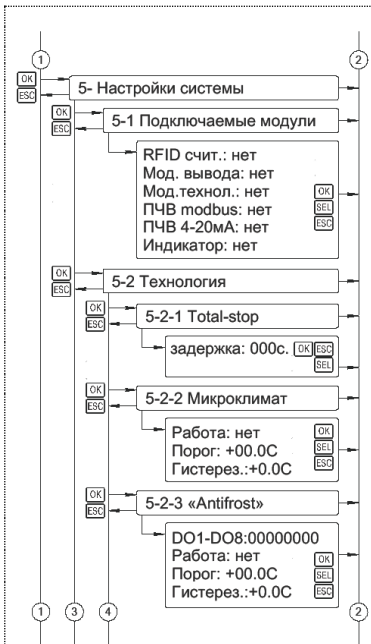 1 2
OK
ESC
5- Настройки системы
OK
ESC
5-1 Подключаемые модули
RFID счит.: нет
Мод. вывода: нет
Мод.технол.: нет OK
ПЧВ modbus: нет SEL
ПЧВ 4-20мА: нет ESC
Индикатор: нет
OK
ESC
5-2 Технология
OK
ESC
5-2-1 Total-stop
задержка: 000с. OK ESC
SEL
OK
ESC
5-2-2 Микроклимат
Работа: нет OK
Порог: +00.0С SEL
Гистерез.:+0.0С ESC
OK
ESC
5-2-3 «Antifrost»
DO1-DO8:00000000
Работа: нет OK
Порог: +00.0С SEL
Гистерез.:+0.0С ESC
1 3 4 2